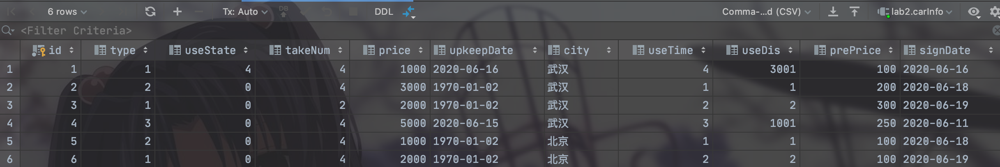 6 rows Tx: Auto DB DDL Comma-...d (CSV) lab2.carInfo
<Filter Criteria>
id type useState takeNum price upkeepDate city useTime useDis prePrice signDate
1 1 1 4 4 1000 2020-06-16 武汉 4 3001 100 2020-06-16
2 2 2 0 4 3000 1970-01-02 武汉 1 1 200 2020-06-18
3 3 1 0 2 2000 1970-01-02 武汉 2 2 300 2020-06-19
4 4 3 0 4 5000 2020-06-15 武汉 3 1001 250 2020-06-11
5 5 2 0 4 1000 1970-01-02 北京 1 1 100 2020-06-18
6 6 1 0 4 2000 1970-01-02 北京 2 2 100 2020-06-19